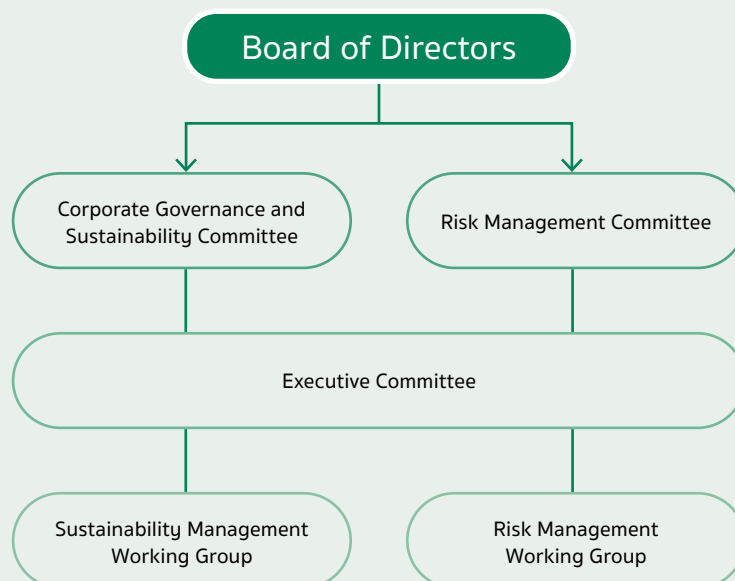 Board of Directors
Corporate Governance and
Sustainability Committee
Risk Management Committee
Executive Committee
Sustainability Management
Working Group
Risk Management
Working Group